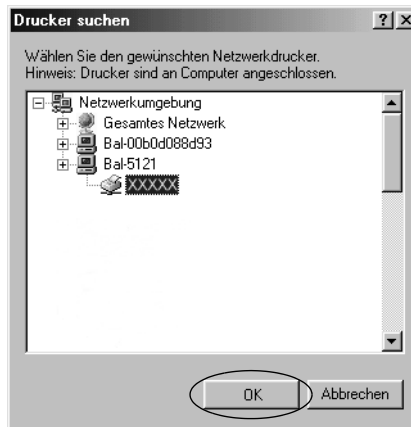 Drucker suchen
Wählen Sie den gewünschten Netzwerkdrucker.
Hinweis: Drucker sind an Computer angeschlossen.
Netzwerkumgebung
Gesamtes Netzwerk
Bal-00b0d088d93
Bal-5121
XXXXX
OK Abbrechen